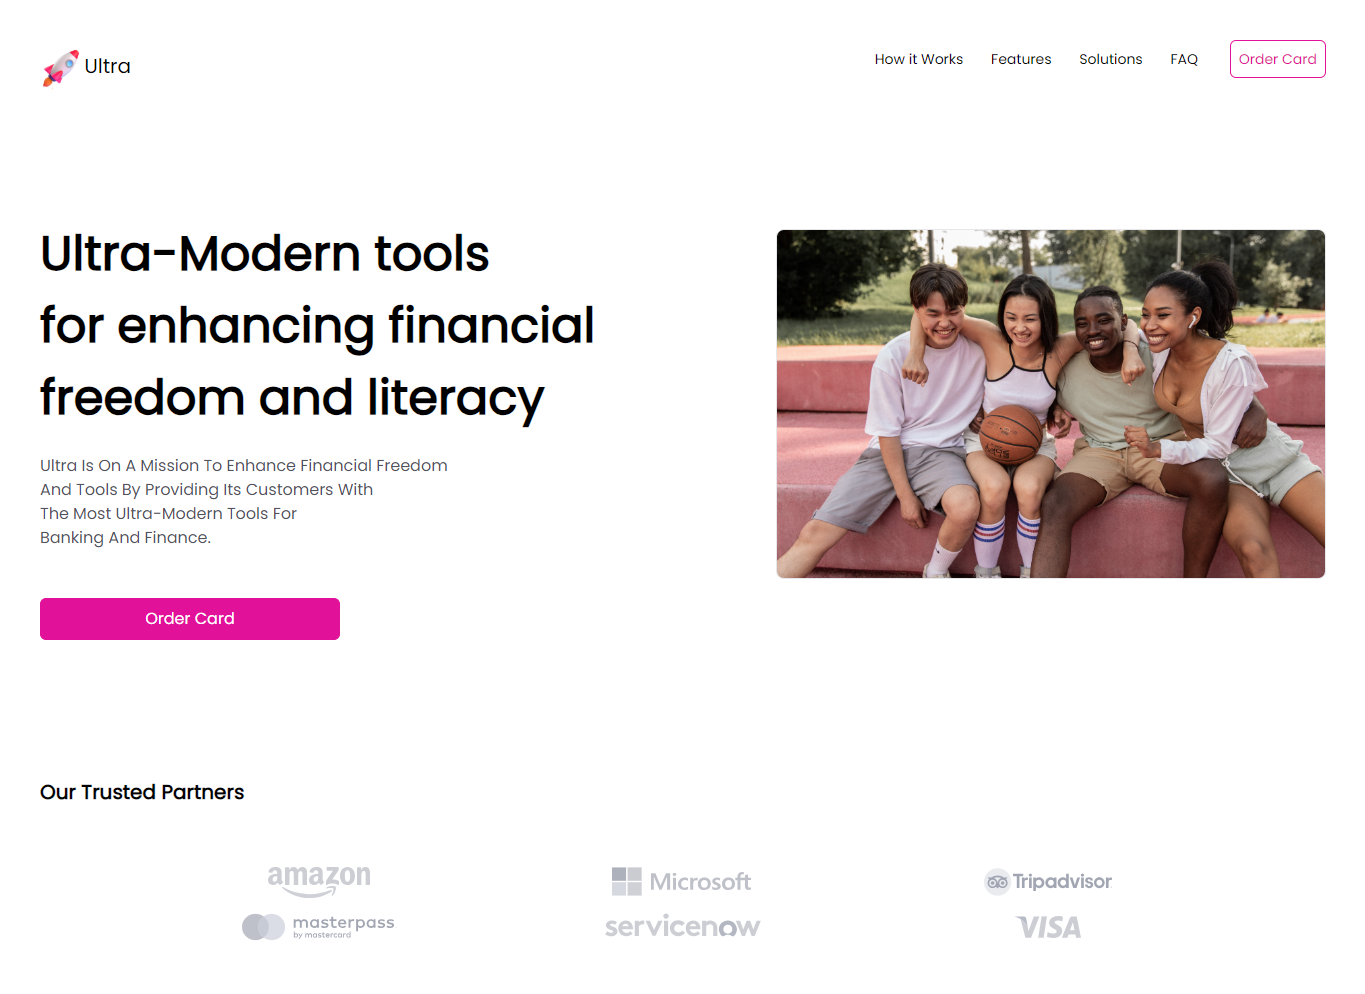 Ultra
How it Works
Features
Solutions
FAQ
Order Card
Ultra-Modern tools
for enhancing financial
freedom and literacy
Ultra Is On A Mission To Enhance Financial Freedom
And Tools By Providing Its Customers With
The Most Ultra-Modern Tools For
Banking And Finance.
Order Card
Our Trusted Partners
amazon
Microsoft
Tripadvisor
masterpass
by mastercard
servicenow
VISA